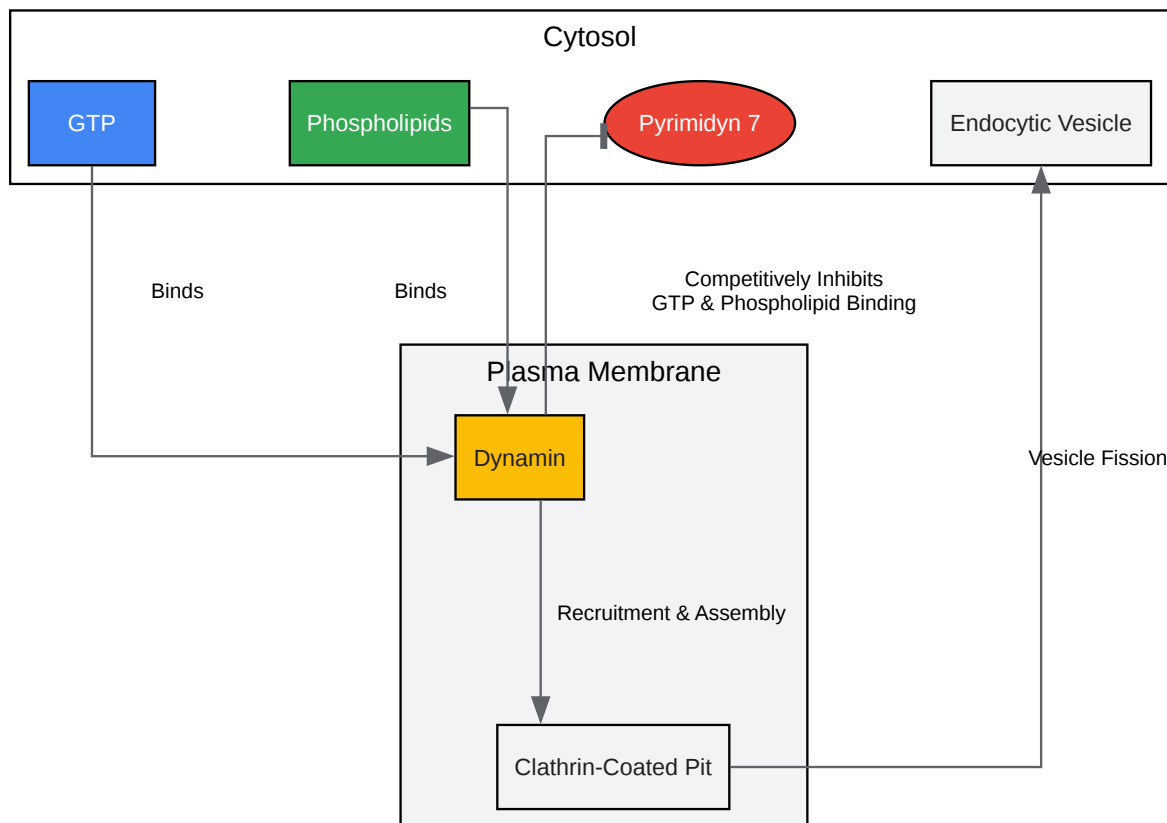 Cytosol
GTP
Phospholipids
Pyrimidyn 7
Endocytic Vesicle
Binds
Binds
Competitively Inhibits
GTP & Phospholipid Binding
Plasma Membrane
Dynamin
Vesicle Fission
Recruitment & Assembly
Clathrin-Coated Pit